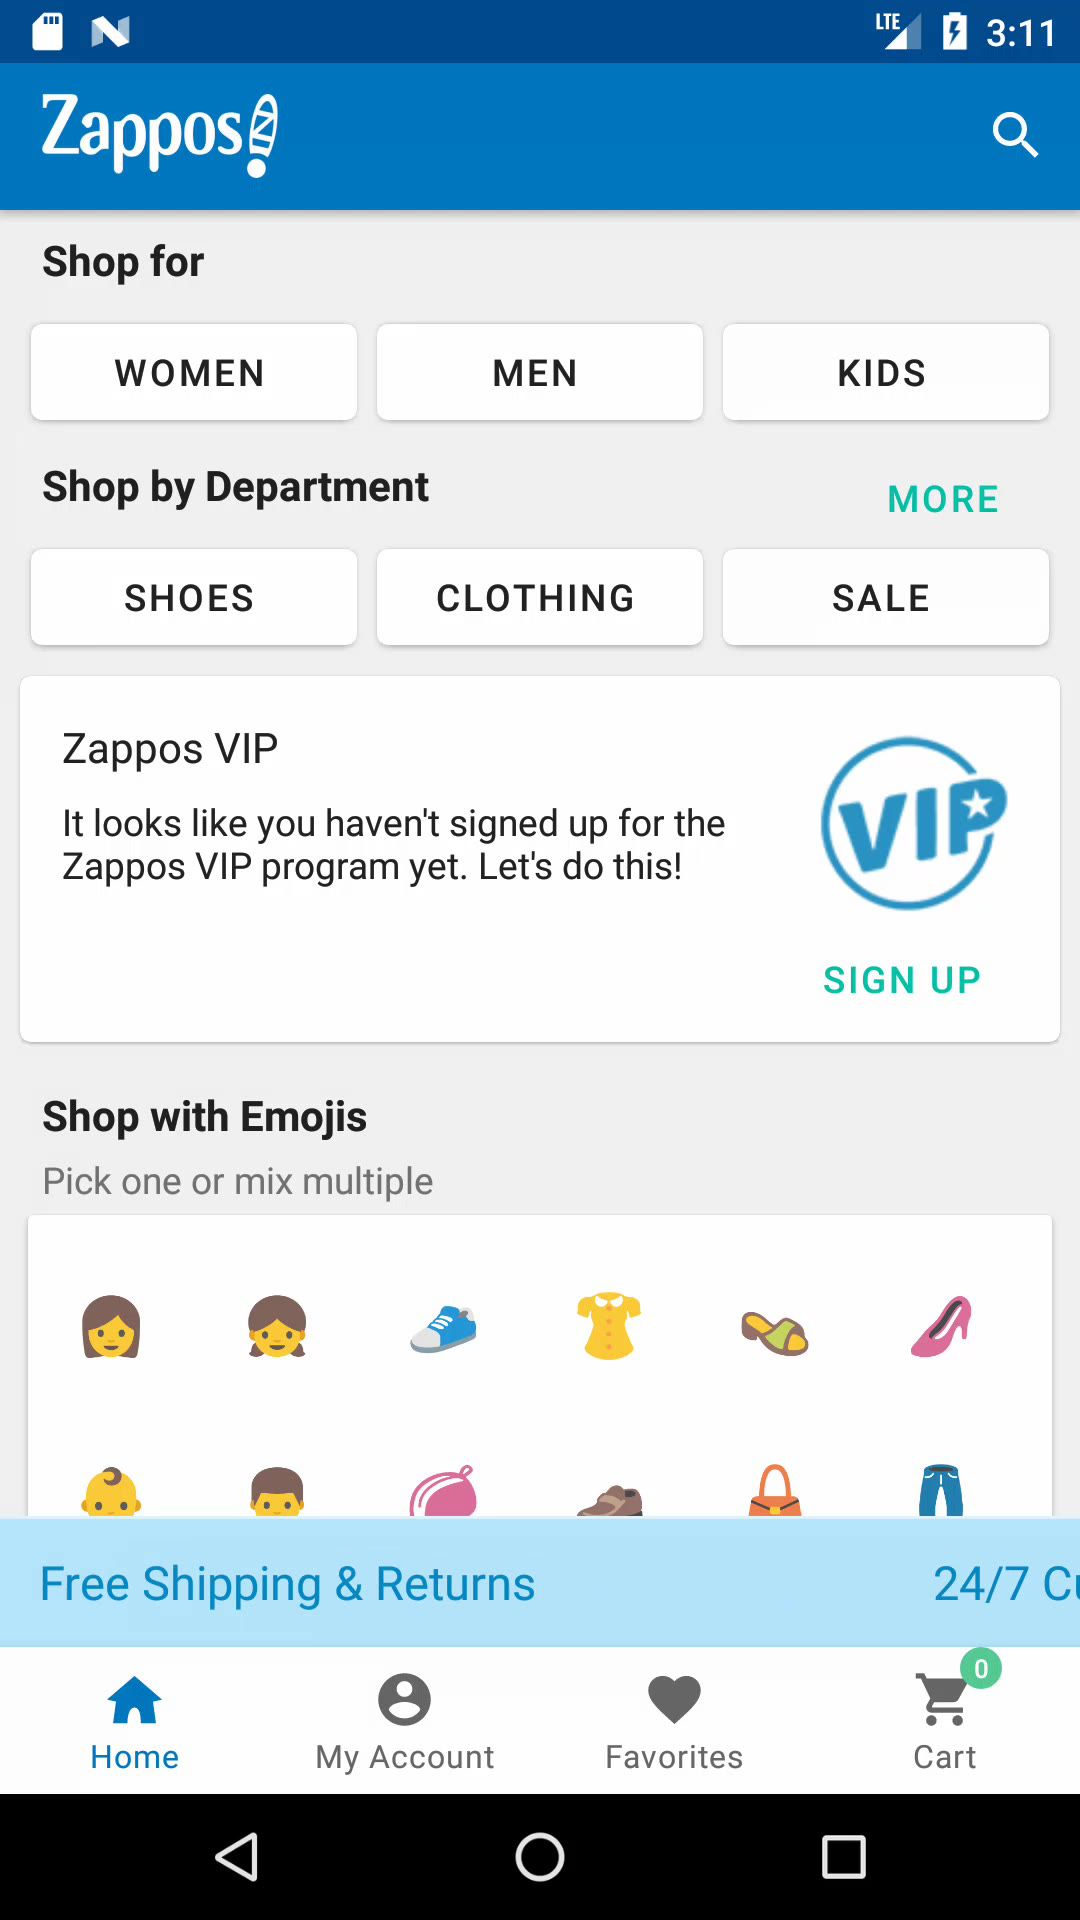 LTE 3:11
Zappos
Shop for
WOMEN MEN KIDS
Shop by Department MORE
SHOES CLOTHING SALE
Zappos VIP
It looks like you haven't signed up for the
Zappos VIP program yet. Let's do this!
VIP
SIGN UP
Shop with Emojis
Pick one or mix multiple
Free Shipping & Returns 24/7
0
Home My Account Favorites Cart